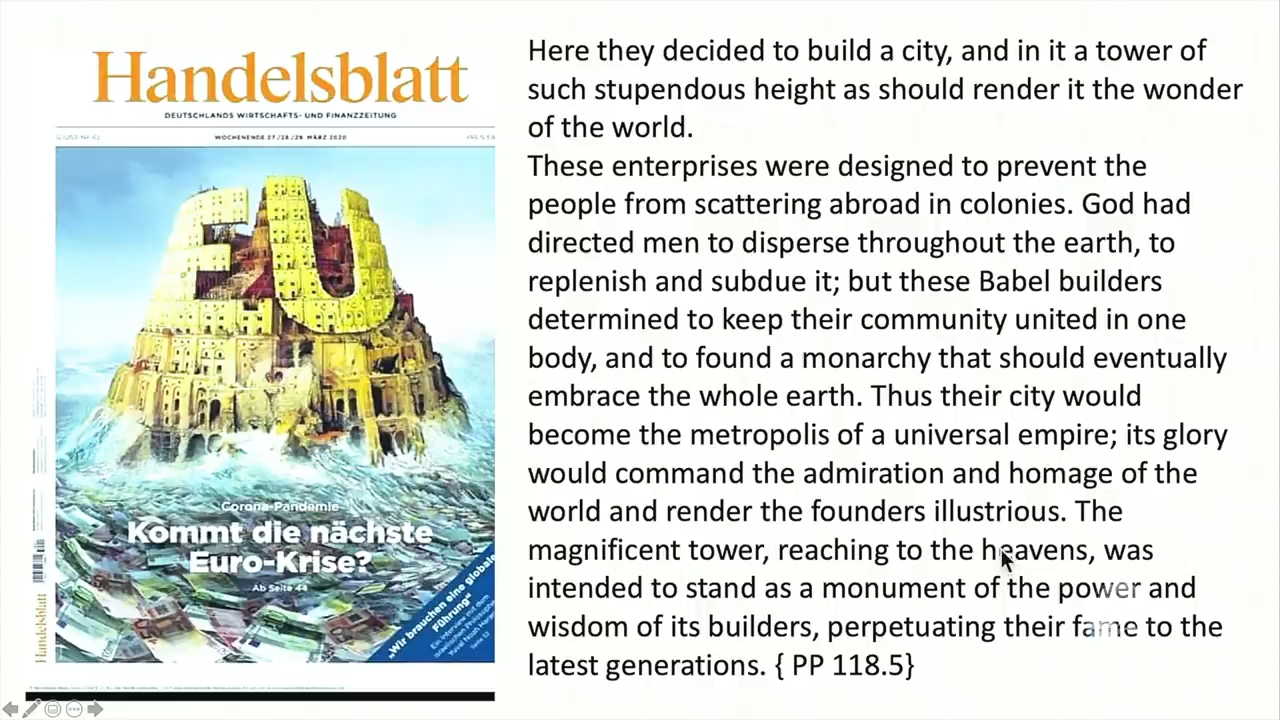 Handelsblatt
DEUTSCHLANDS WIRTSCHAFTS- UND FINANZZEITUNG
WOCHENENDE 27./28./29. MÄRZ 2020
EU
Corona-Pandemie
Kommt die nächste
Euro-Krise?
Ab Seite 44
„Wir brauchen eine globale
Führung“
Handelsblatt
Here they decided to build a city, and in it a tower of
such stupendous height as should render it the wonder
of the world.
These enterprises were designed to prevent the
people from scattering abroad in colonies. God had
directed men to disperse throughout the earth, to
replenish and subdue it; but these Babel builders
determined to keep their community united in one
body, and to found a monarchy that should eventually
embrace the whole earth. Thus their city would
become the metropolis of a universal empire; its glory
would command the admiration and homage of the
world and render the founders illustrious. The
magnificent tower, reaching to the heavens, was
intended to stand as a monument of the power and
wisdom of its builders, perpetuating their fame to the
latest generations. { PP 118.5}